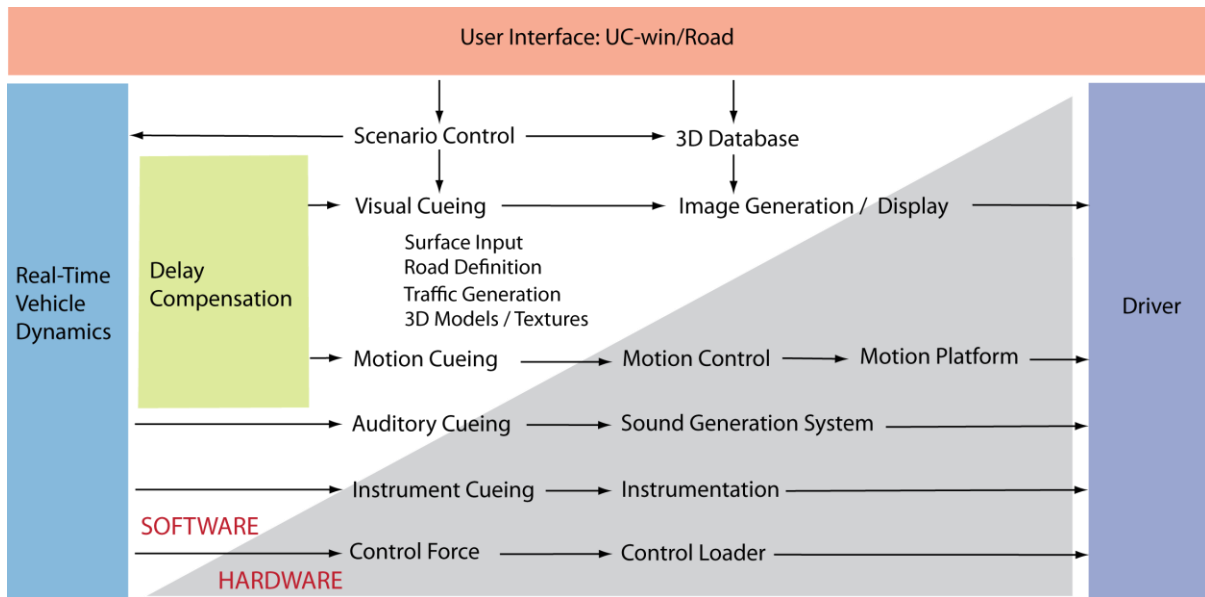 User Interface: UC-win/Road
Scenario Control
3D Database
Visual Cueing
Image Generation / Display
Surface Input
Road Definition
Traffic Generation
3D Models / Textures
Real-Time
Vehicle
Dynamics
Delay
Compensation
Driver
Motion Cueing
Motion Control
Motion Platform
Auditory Cueing
Sound Generation System
Instrument Cueing
Instrumentation
SOFTWARE
Control Force
Control Loader
HARDWARE